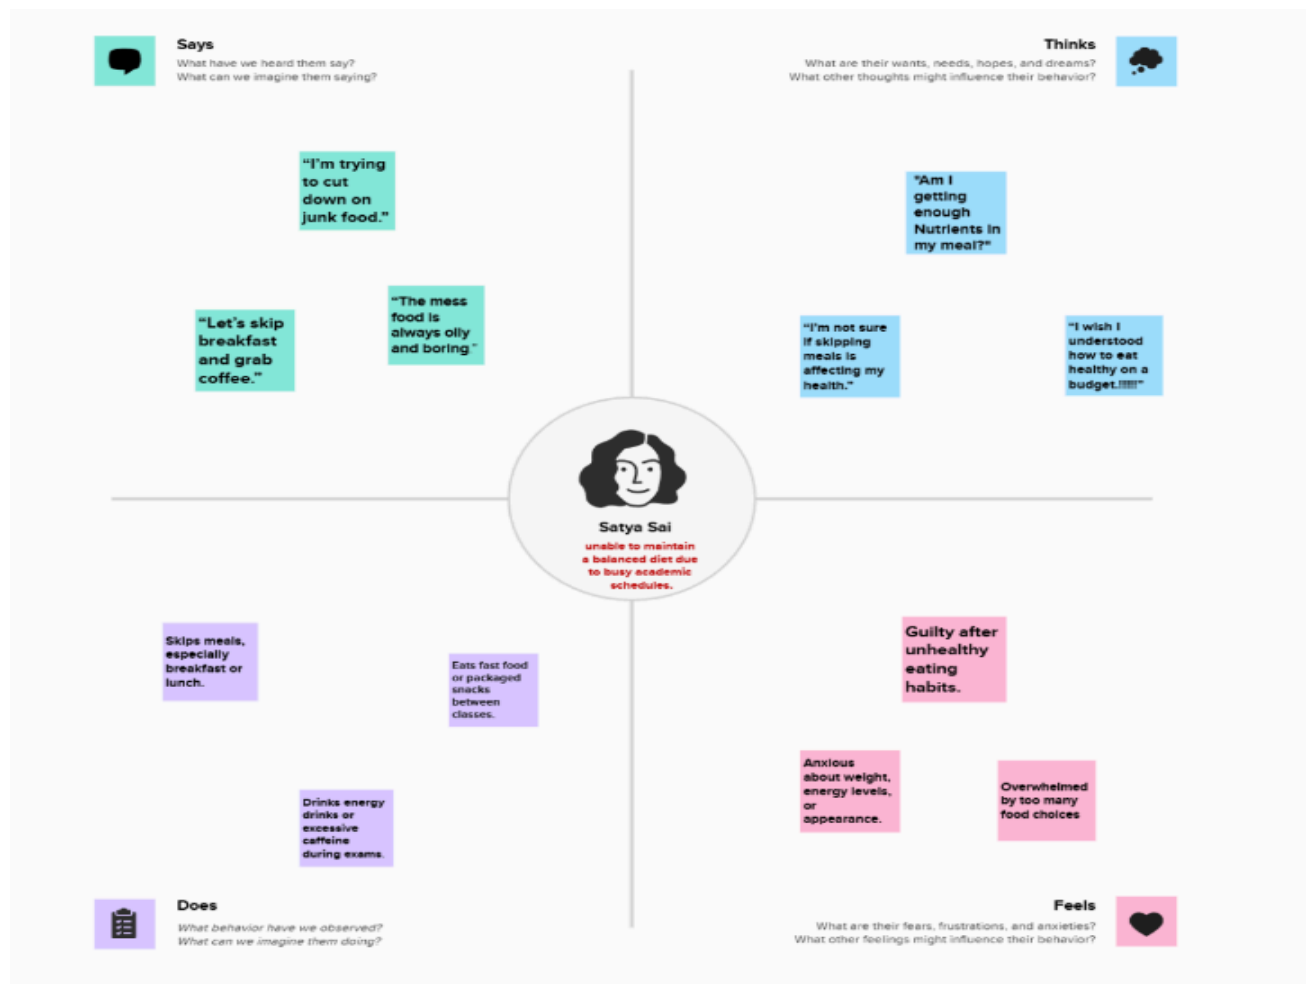 Says
What have we heard them say?
What can we imagine them saying?
Thinks
What are their wants, needs, hopes, and dreams?
What other thoughts might influence their behavior?
“I’m trying
to cut
down on
junk food.”
“The mess
food is
always oily
and boring.”
“Let’s skip
breakfast
and grab
coffee.”
"Am I
getting
enough
Nutrients in
my meal?"
“I’m not sure
if skipping
meals is
affecting my
health.”
“I wish I
understood
how to eat
healthy on a
budget.!!!!!!”
Satya Sai
unable to maintain
a balanced diet due
to busy academic
schedules.
Skips meals,
especially
breakfast or
lunch.
Eats fast food
or packaged
snacks
between
classes.
Drinks energy
drinks or
excessive
caffeine
during exams.
Guilty after
unhealthy
eating
habits.
Anxious
about weight,
energy levels,
or
appearance.
Overwhelmed
by too many
food choices
Does
What behavior have we observed?
What can we imagine them doing?
Feels
What are their fears, frustrations, and anxieties?
What other feelings might influence their behavior?